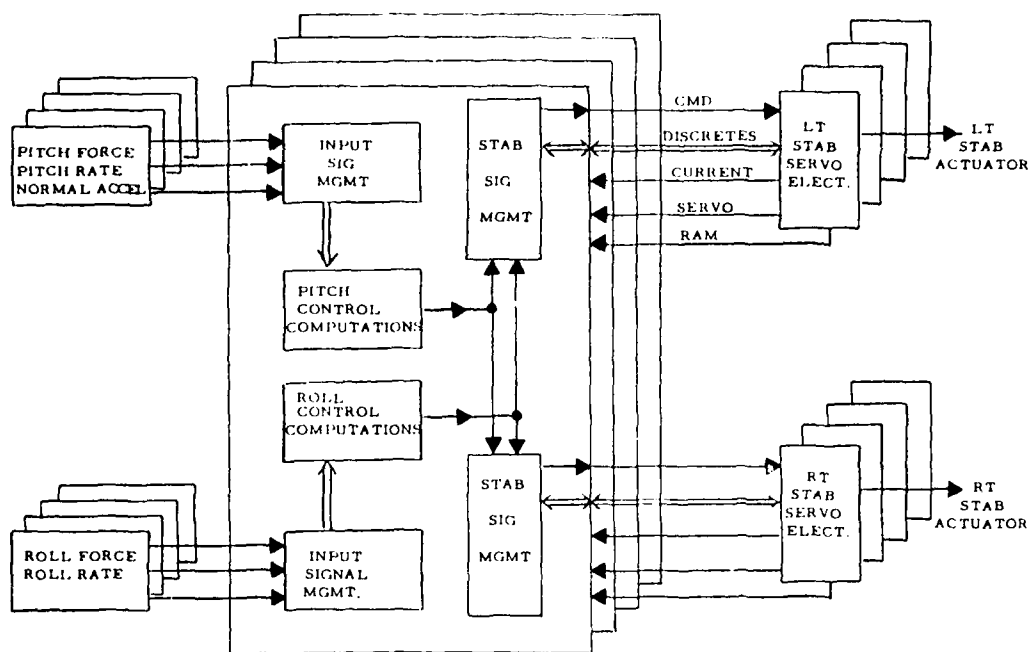 PITCH FORCE
PITCH RATE
NORMAL ACCEL
INPUT
SIG
MGMT
STAB
SIG
MGMT
CMD
DISCRETES
CURRENT
SERVO
RAM
LT
STAB
SERVO
ELECT.
LT
STAB
ACTUATOR
PITCH
CONTROL
COMPUTATIONS
ROLL
CONTROL
COMPUTATIONS
ROLL FORCE
ROLL RATE
INPUT
SIGNAL
MGMT.
STAB
SIG
MGMT
RT
STAB
SERVO
ELECT.
RT
STAB
ACTUATOR